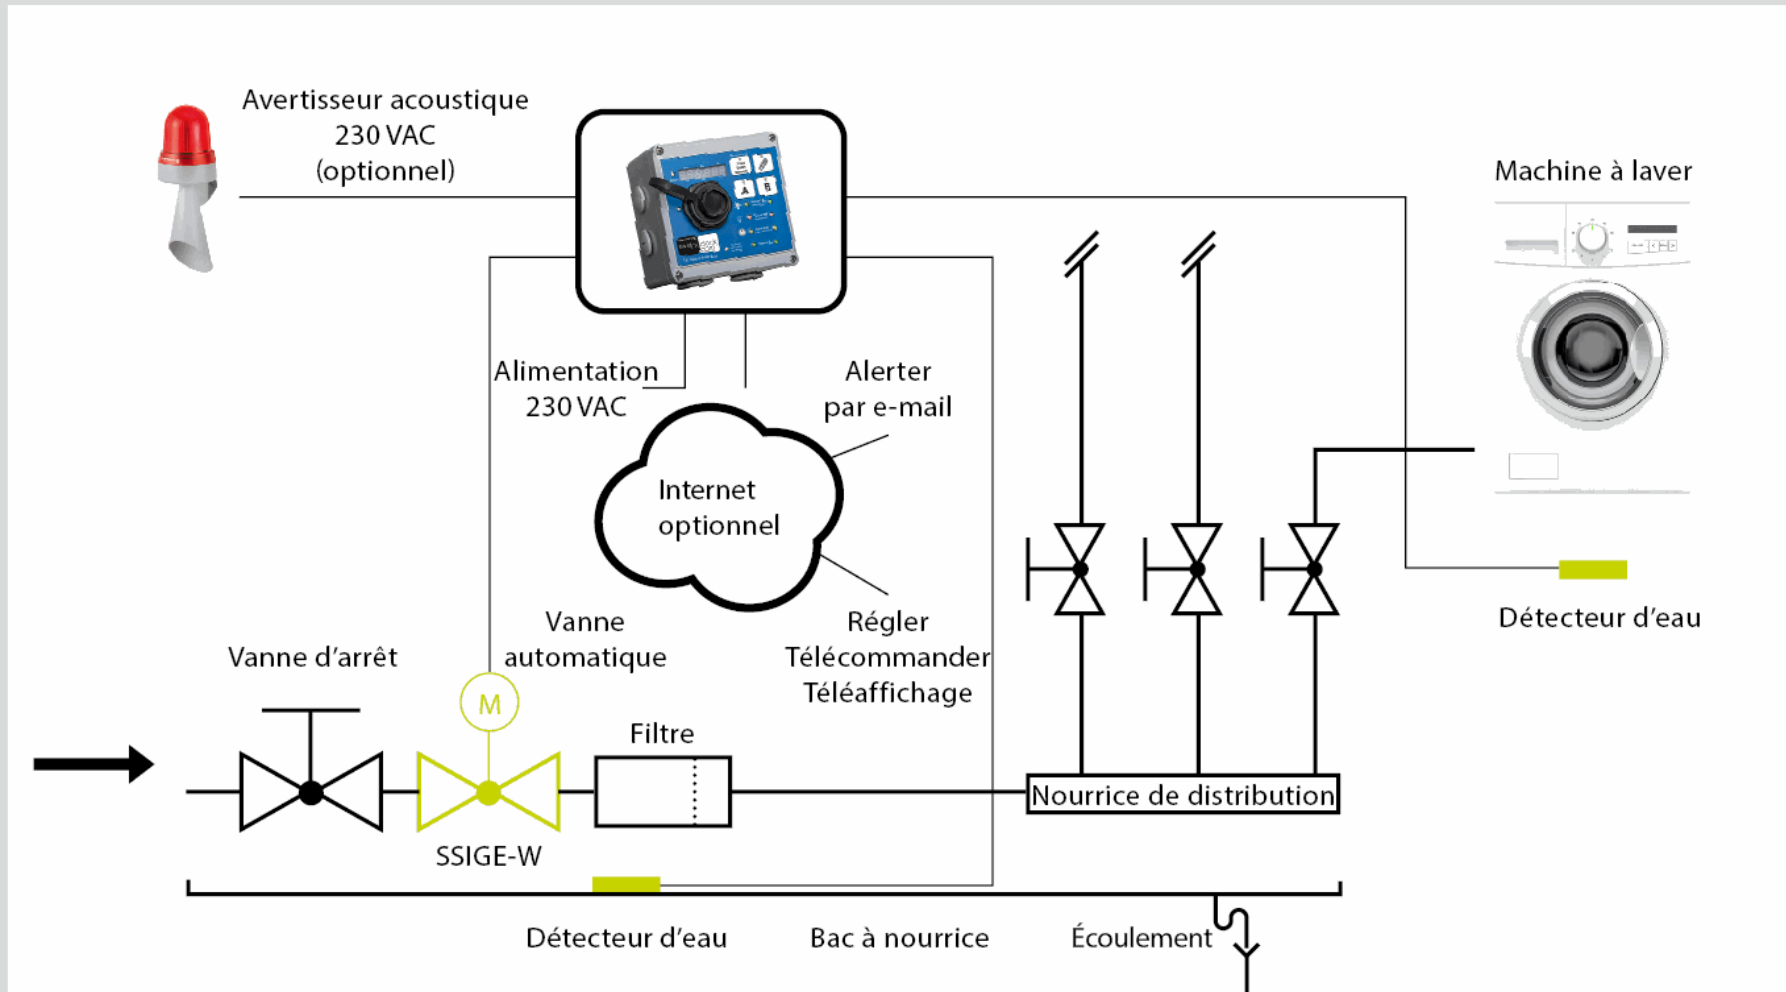 Avertisseur acoustique
230 VAC
(optionnel)
Machine à laver
A
B
Alimentation
230 VAC
Alerter
par e-mail
Internet
optionnel
Vanne
automatique
Régler
Télécommander
Téléaffichage
Détecteur d'eau
Vanne d'arrêt
M
Filtre
Nourrice de distribution
SSIGE-W
Détecteur d'eau
Bac à nourrice
Écoulement